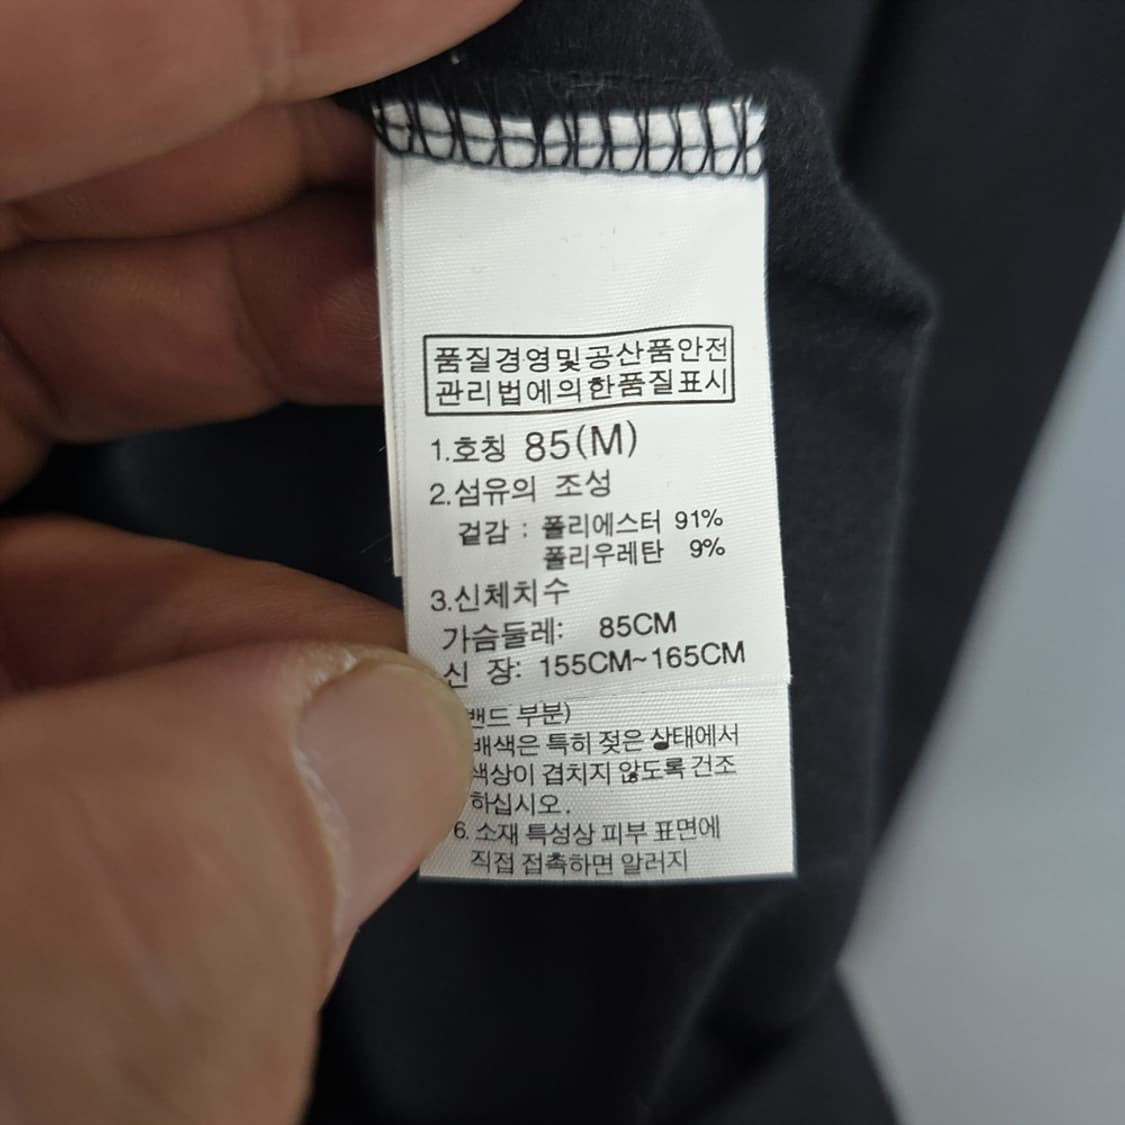 품질경영및공산품안전
관리법에의한품질표시
1.호칭 85(M)
2.섬유의 조성
겉감 : 폴리에스터 91%
폴리우레탄 9%
3.신체치수
가슴둘레: 85CM
신 장: 155CM~165CM
밴드 부분)
배색은 특히 젖은 상태에서
색상이 겹치지 않도록 건조
하십시오.
6. 소재 특성상 피부 표면에
직접 접촉하면 알러지